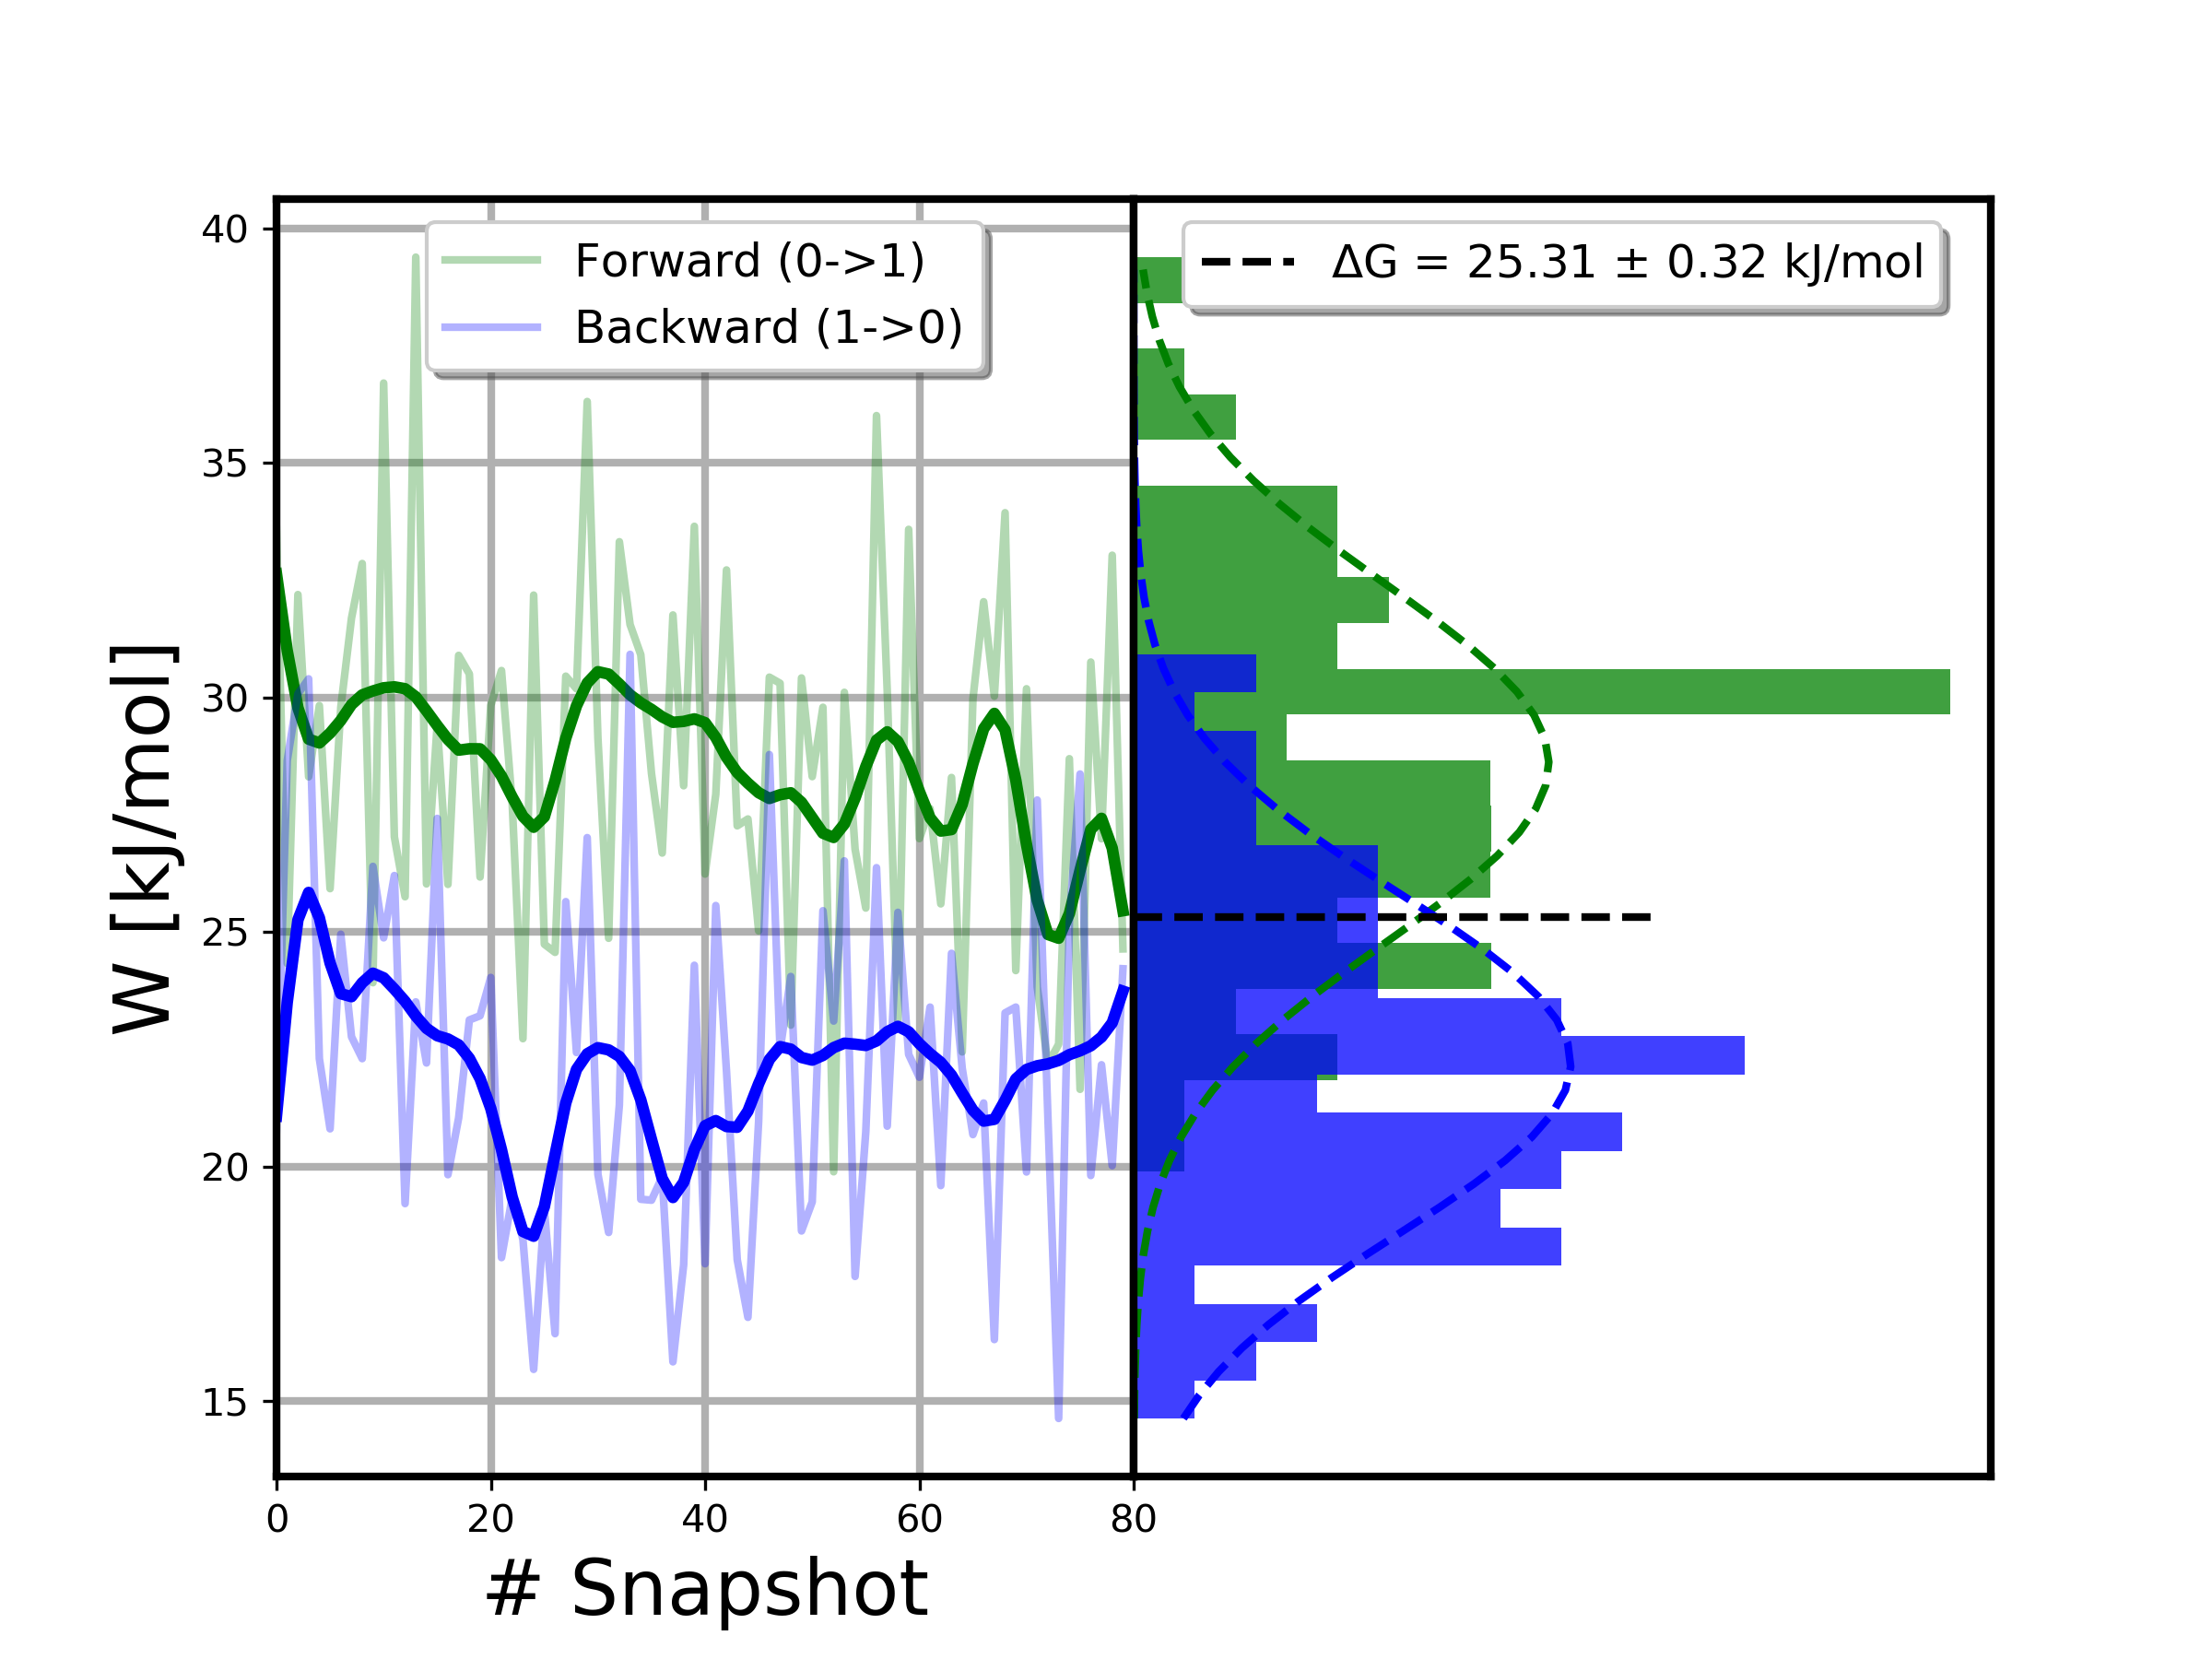 Forward (0->1)
Backward (1->0)
ΔG = 25.31 ± 0.32 kJ/mol
W [kJ/mol]
40
35
30
25
20
15
0 20 40 60 80
# Snapshot